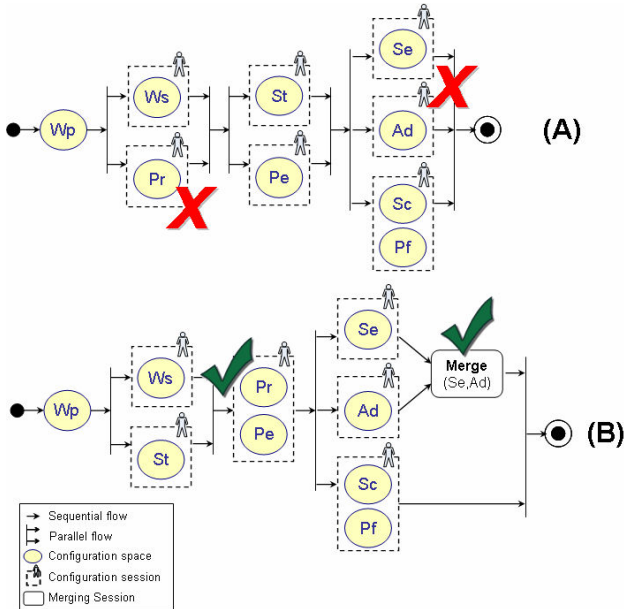 Se
Ws
St
Wp
Ad
(A)
Pr
Pe
Sc
Pf
Se
Merge
(Se,Ad)
Ws
Pr
Wp
Ad
(B)
St
Pe
Sc
Pf
Sequential flow
Parallel flow
Configuration space
Configuration session
Merging Session